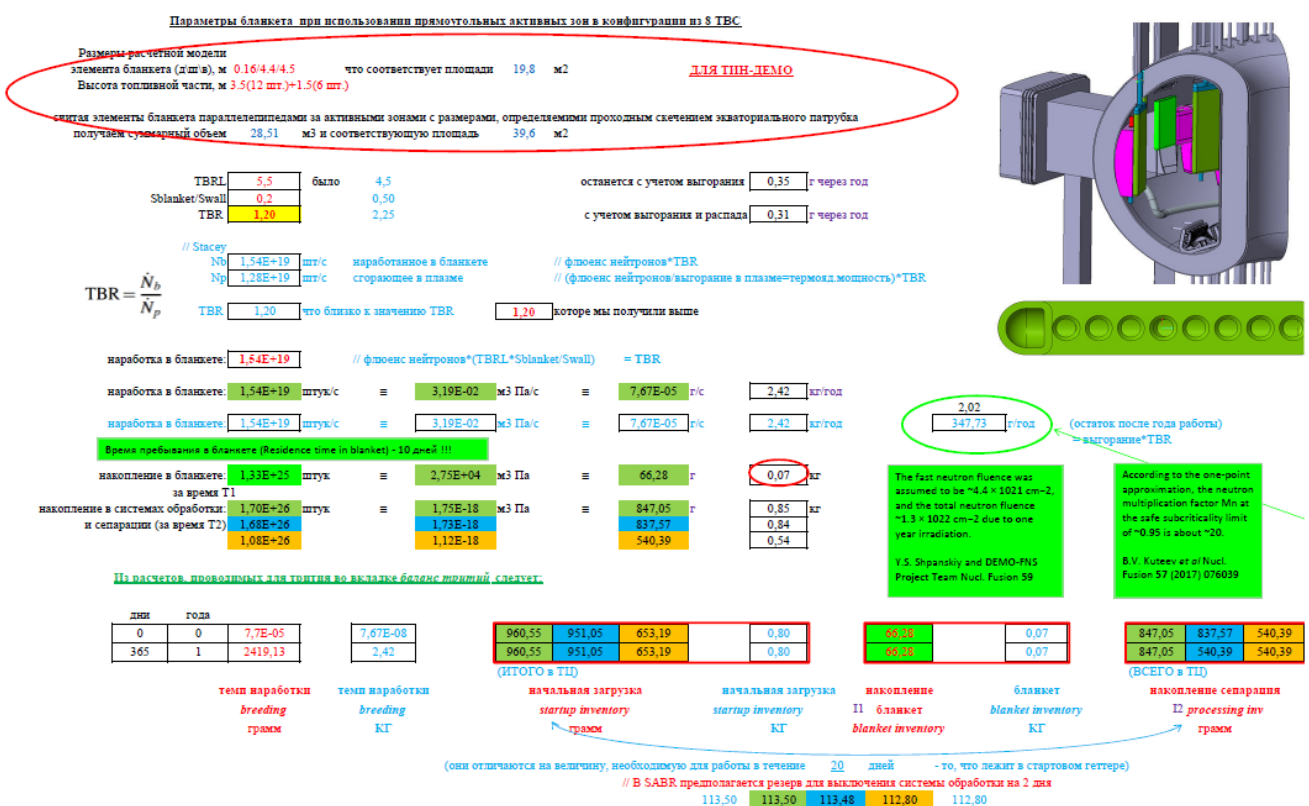 Параметры бланкета при использовании прямоугольных активных зон в конфигурации из 8 ТВС
Размеры расчетной модели
элемента бланкета (д\ш\в), м 0.16/4.4/4.5 что соответствует площади 19,8 м2 ДЛЯ ТИН-ДЕМО
Высота топливной части, м 3.5(12 шт.)+1.5(6 шт.)
считая элементы бланкета параллелепипедами за активными зонами с размерами, определяемими проходным скечением экваториального патрубка
получаем суммарный объем 28,51 м3 и соответствующую площадь 39,6 м2
TBRL 5,5 было 4,5 останется с учетом выгорания 0,35 г через год
Sblanket/Swall 0,2 0,50
TBR 1,20 2,25 с учетом выгорания и распада 0,31 г через год
// Stacey
Nb 1,54E+19 шт/с наработанное в бланкете // флюенс нейтронов*TBR
Np 1,28E+19 шт/с сгорающее в плазме // (флюенс нейтронов/выгорание в плазме=термояд.мощность)*TBR
TBR = Ṅb / Ṅp
TBR 1,20 что близко к значению TBR 1,20 которе мы получили выше
наработка в бланкете: 1,54E+19 // флюенс нейтронов*(TBRL*Sblanket/Swall) = TBR
наработка в бланкете: 1,54E+19 штук/с ≡ 3,19E-02 м3 Па/с ≡ 7,67E-05 г/с 2,42 кг/год
2,02
наработка в бланкете: 1,54E+19 штук/с ≡ 3,19E-02 м3 Па/с ≡ 7,67E-05 г/с 2,42 кг/год 347,73 г/год (остаток после года работы)
= выгорание*TBR
Время пребывания в бланкете (Residence time in blanket) - 10 дней !!!
накопление в бланкете: 1,33E+25 штук ≡ 2,75E+04 м3 Па ≡ 66,28 г 0,07 кг
за время T1
накопление в системах обработки: 1,70E+26 штук ≡ 1,75E-18 м3 Па ≡ 847,05 г 0,85 кг
и сепарации (за время T2) 1,68E+26 1,73E-18 837,57 0,84
1,08E+26 1,12E-18 540,39 0,54
The fast neutron fluence was
assumed to be ~4.4 × 1021 cm−2,
and the total neutron fluence
~1.3 × 1022 cm−2 due to one
year irradiation.
Y.S. Shpanskiy and DEMO-FNS
Project Team Nucl. Fusion 59
According to the one-point
approximation, the neutron
multiplication factor Mn at
the safe subcriticality limit
of ~0.95 is about ~20.
B.V. Kuteev et al Nucl.
Fusion 57 (2017) 076039
Из расчетов, проводимых для трития во вкладке баланс тритий следует:
дни года
0 0 7,7E-05 7,67E-08 960,55 951,05 653,19 0,80 66,28 0,07 847,05 837,57 540,39
365 1 2419,13 2,42 960,55 951,05 653,19 0,80 66,28 0,07 847,05 540,39 540,39
(ИТОГО в ТЦ) (ВСЕГО в ТЦ)
темп наработки темп наработки начальная загрузка начальная загрузка накопление бланкет накопление сепарация
breeding breeding startup inventory startup inventory I1 бланкет blanket inventory I2 processing inv
грамм КГ грамм КГ blanket inventory КГ грамм
(они отличаются на величину, необходимую для работы в течение 20 дней - то, что лежит в стартовом геттере)
// В SABR предполагается резерв для выключения системы обработки на 2 дня
113,50 113,50 113,48 112,80 112,80